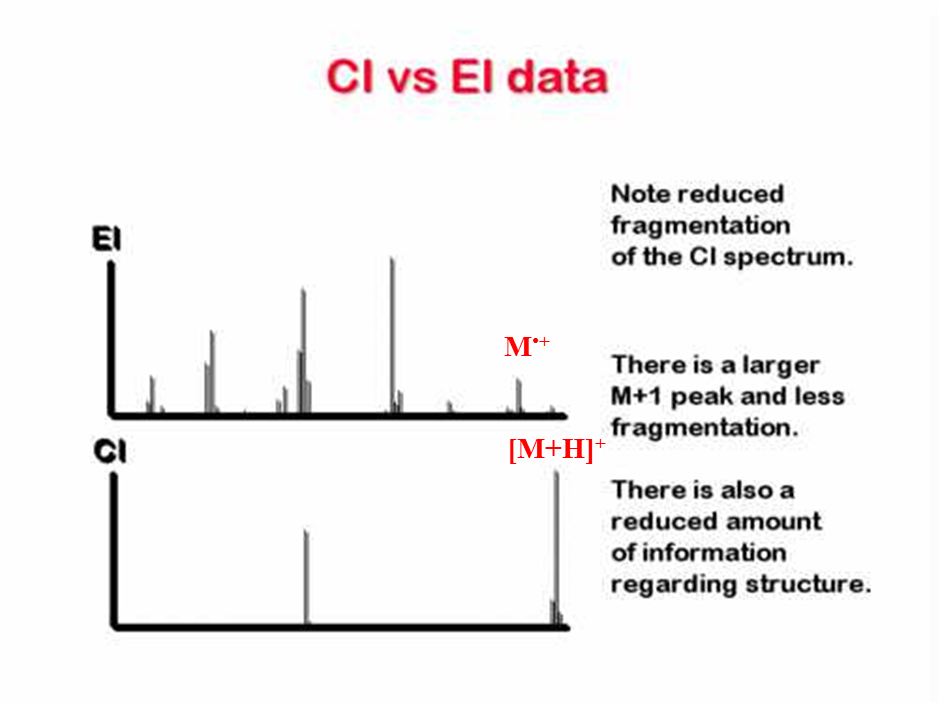 CI vs EI data
Note reduced
fragmentation
of the CI spectrum.
EI
M•+
There is a larger
M+1 peak and less
fragmentation.
CI
[M+H]+
There is also a
reduced amount
of information
regarding structure.